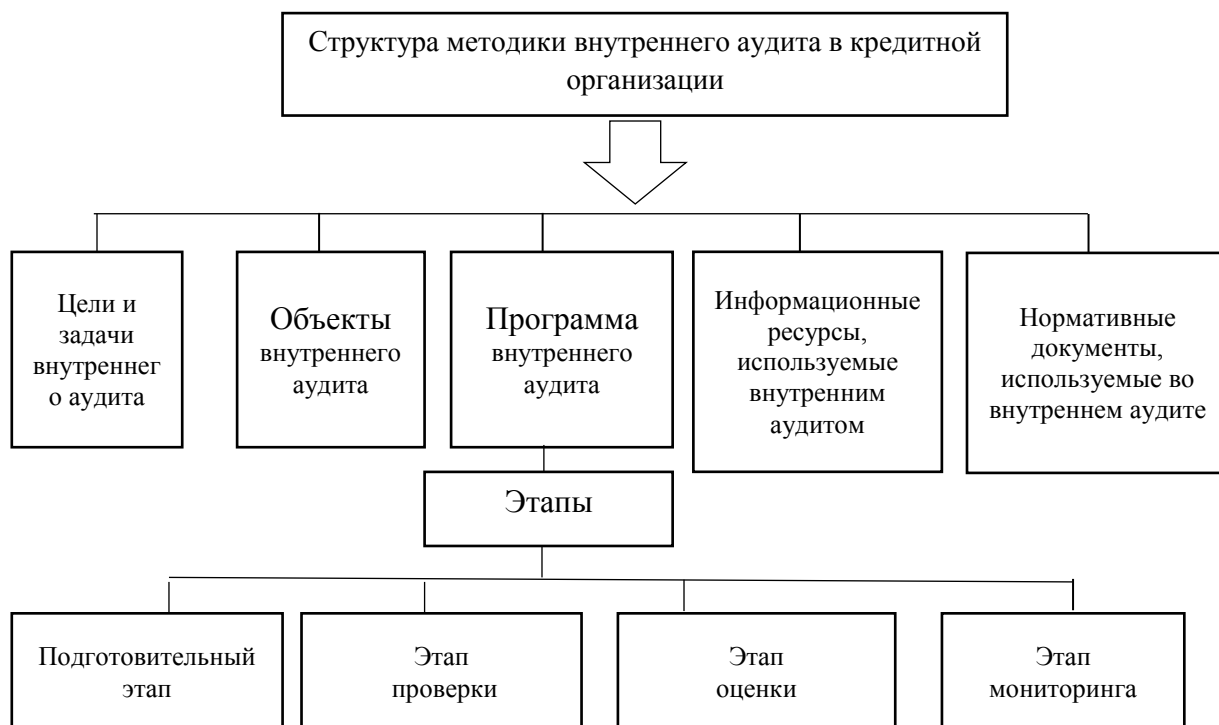 Структура методики внутреннего аудита в кредитной
организации
Цели и
задачи
внутреннег
о аудита
Объекты
внутреннего
аудита
Программа
внутреннего
аудита
Информационные
ресурсы,
используемые
внутренним
аудитом
Нормативные
документы,
используемые во
внутреннем аудите
Этапы
Подготовительный
этап
Этап
проверки
Этап
оценки
Этап
мониторинга